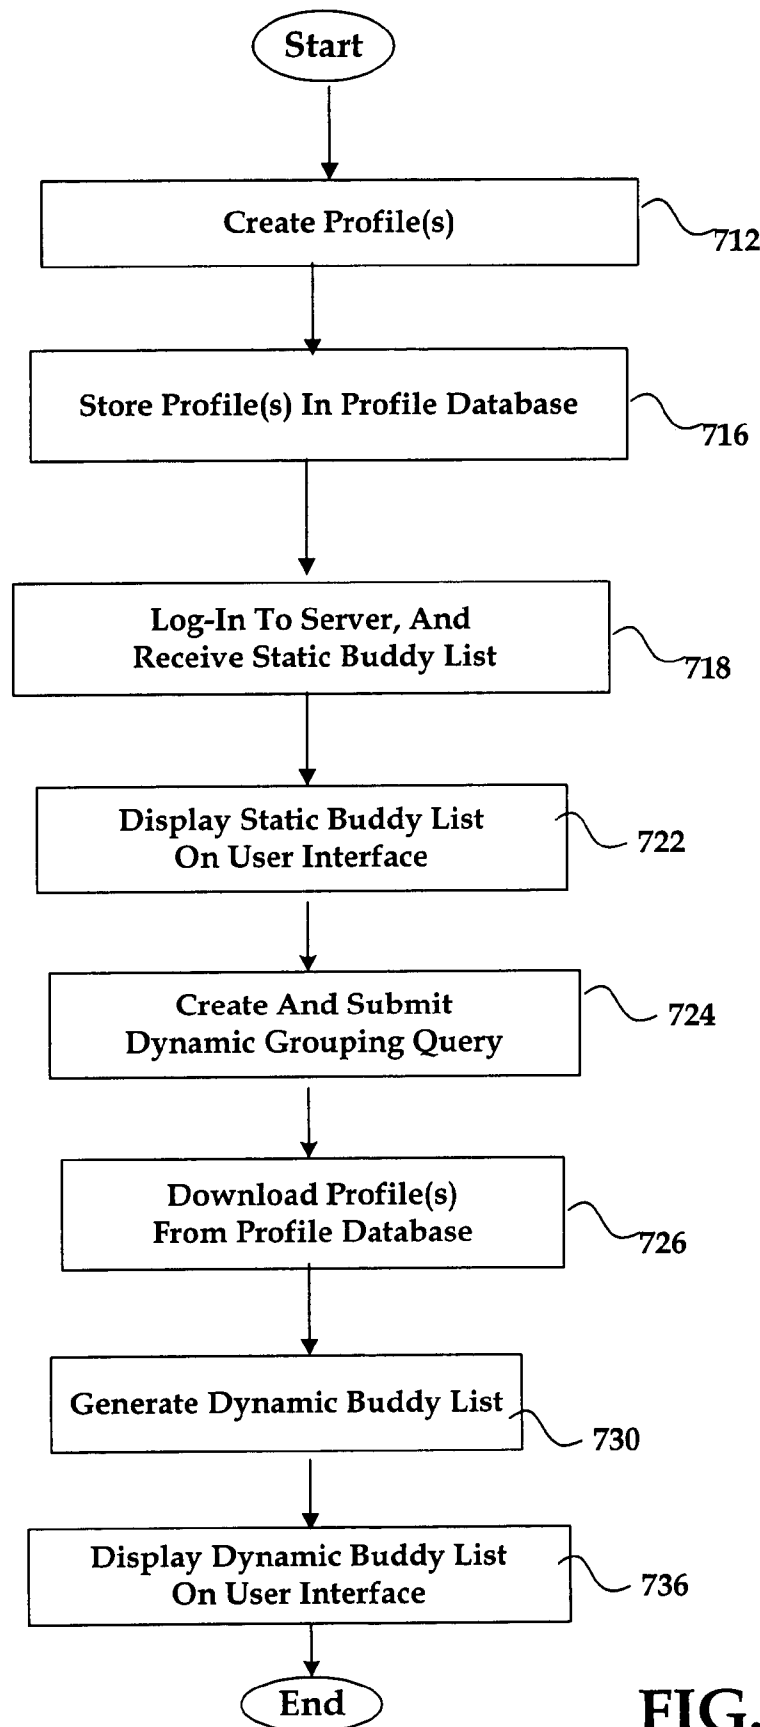 Start
Create Profile(s)
712
Store Profile(s) In Profile Database
716
Log-In To Server, And
Receive Static Buddy List
718
Display Static Buddy List
On User Interface
722
Create And Submit
Dynamic Grouping Query
724
Download Profile(s)
From Profile Database
726
Generate Dynamic Buddy List
730
Display Dynamic Buddy List
On User Interface
736
End
FIG.